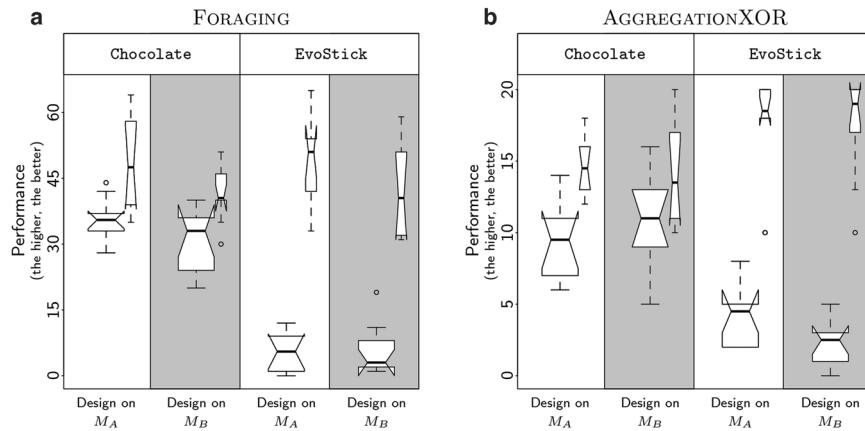 a
FORAGING
Chocolate
EvoStick
Performance
(the higher, the better)
60
45
30
15
0
Design on
M_A
Design on
M_B
Design on
M_A
Design on
M_B
b
AGGREGATIONXOR
Chocolate
EvoStick
Performance
(the higher, the better)
20
15
10
5
0
Design on
M_A
Design on
M_B
Design on
M_A
Design on
M_B